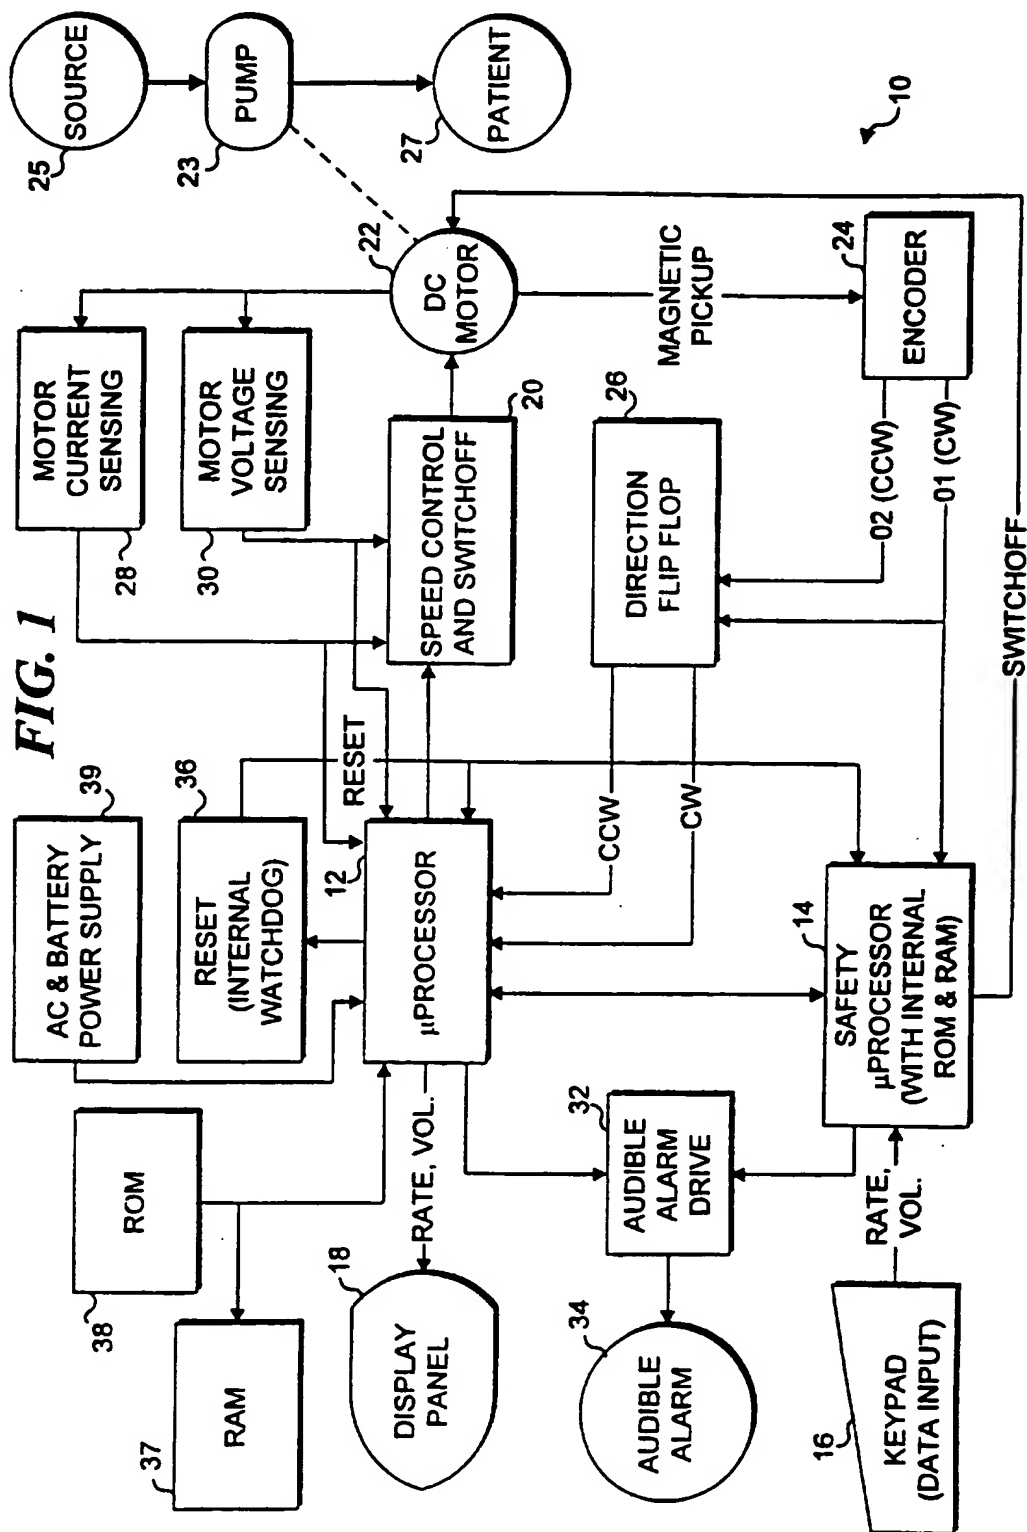 FIG. 1
38
ROM
37
RAM
AC & BATTERY
POWER SUPPLY
39
RESET
(INTERNAL
WATCHDOG)
36
MOTOR
CURRENT
SENSING
28
MOTOR
VOLTAGE
SENSING
30
SOURCE
25
PUMP
23
PATIENT
27
DISPLAY
PANEL
18
RATE, VOL.
µPROCESSOR
12
RESET
SPEED CONTROL
AND SWITCHOFF
20
DC
MOTOR
22
AUDIBLE
ALARM
34
AUDIBLE
ALARM
DRIVE
32
CCW
CW
DIRECTION
FLIP FLOP
26
MAGNETIC
PICKUP
10
KEYPAD
(DATA INPUT)
16
RATE,
VOL.
SAFETY
µPROCESSOR
(WITH INTERNAL
ROM & RAM)
14
02 (CCW)
01 (CW)
ENCODER
24
SWITCHOFF